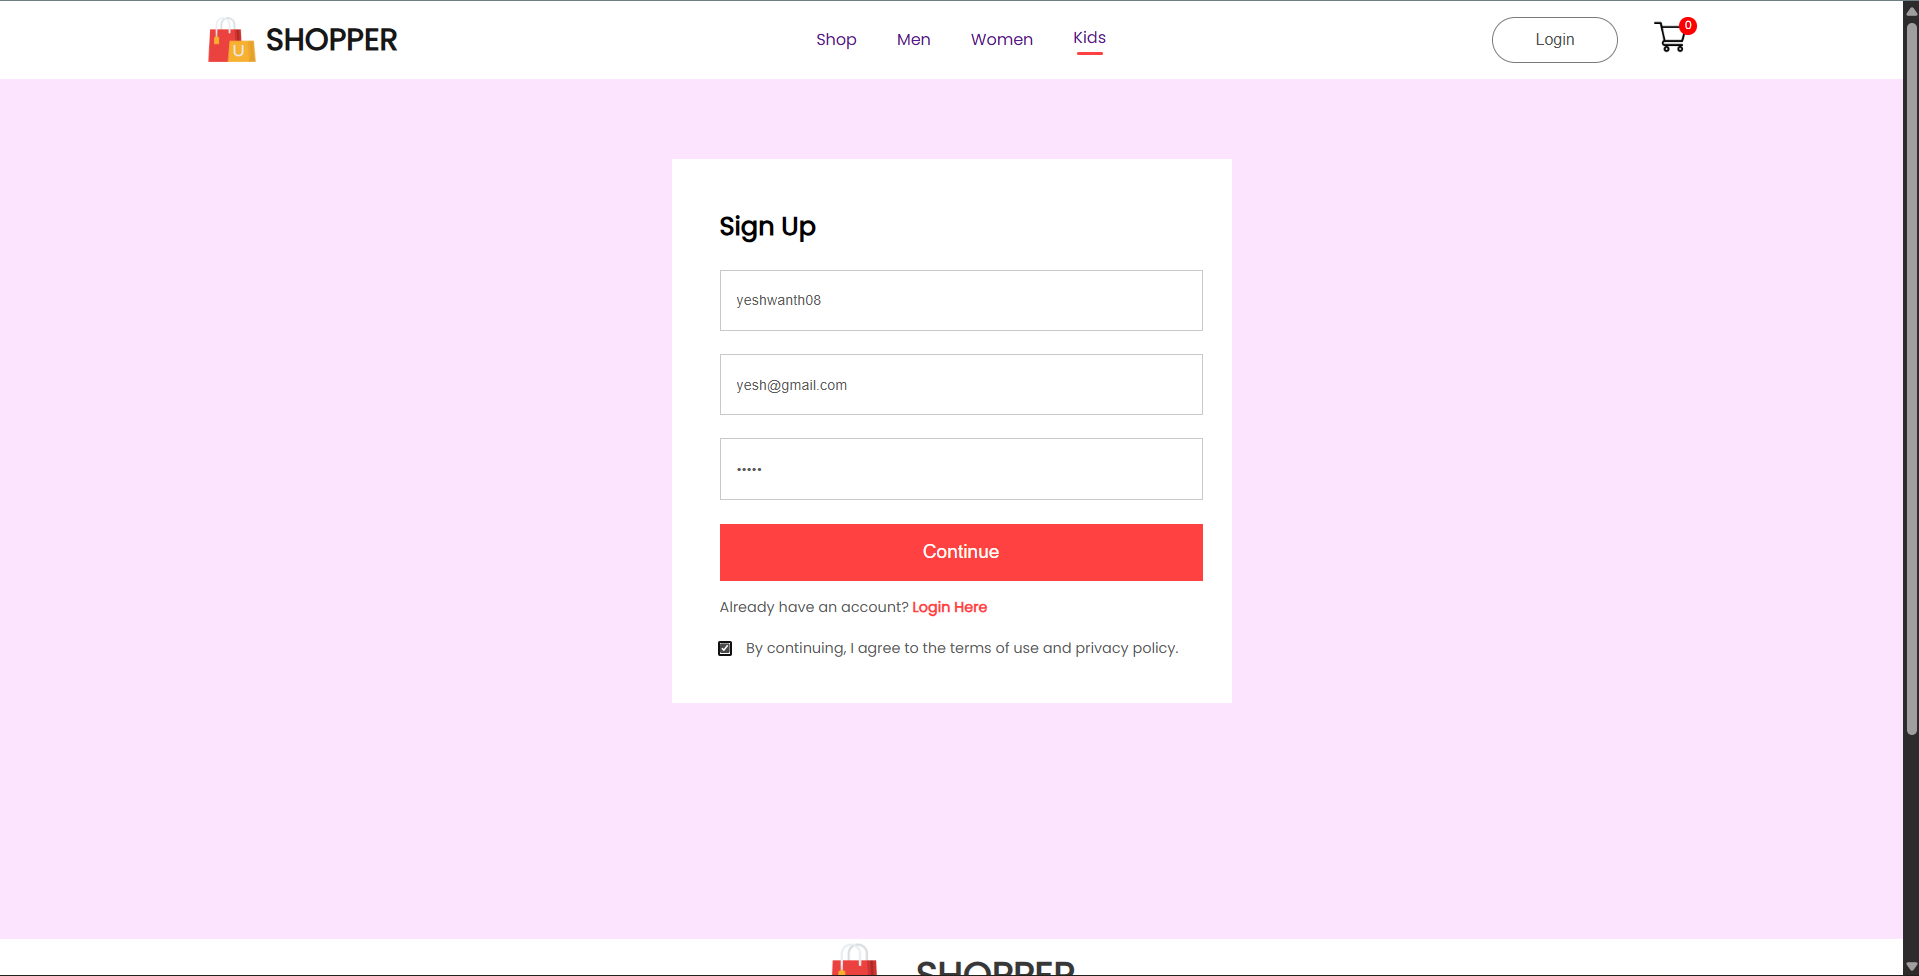 SHOPPER
Shop
Men
Women
Kids
Login
0
U
Sign Up
yeshwanth08
yesh@gmail.com
•••••
Continue
Already have an account? Login Here
By continuing, I agree to the terms of use and privacy policy.
SHOPPER